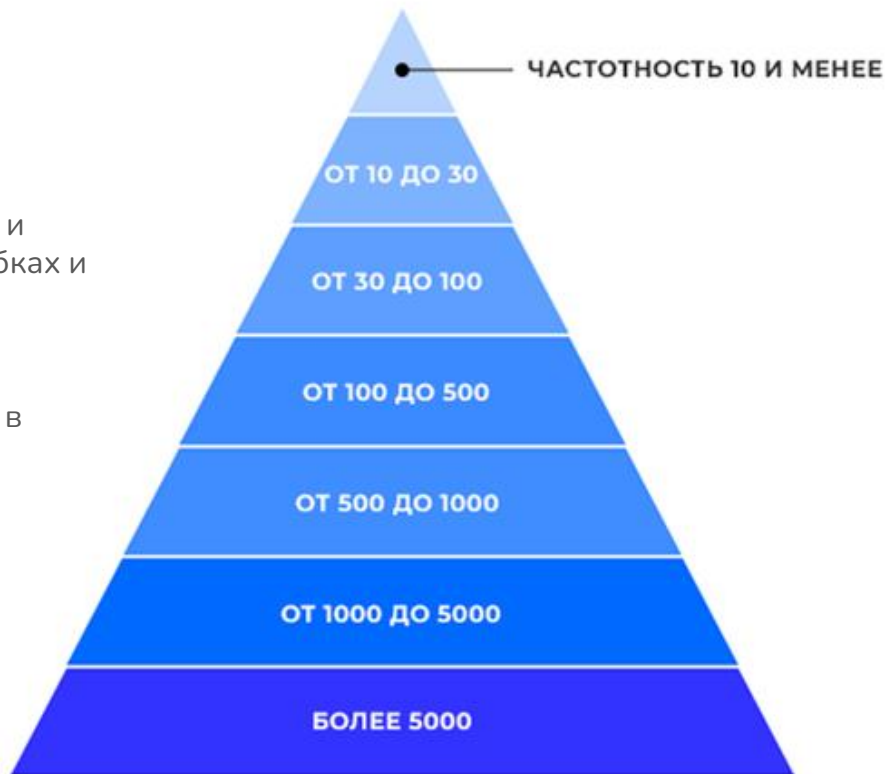 ЧАСТОТНОСТЬ 10 И МЕНЕЕ
ОТ 10 ДО 30
и
бках и
ОТ 30 ДО 100
ОТ 100 ДО 500
в
ОТ 500 ДО 1000
ОТ 1000 ДО 5000
БОЛЕЕ 5000